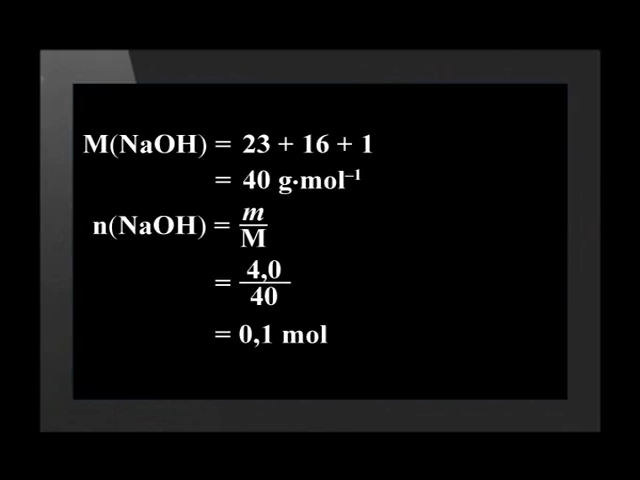 M(NaOH) = 23 + 16 + 1
= 40 g·mol⁻¹
n(NaOH) = m/M
= 4,0/40
= 0,1 mol